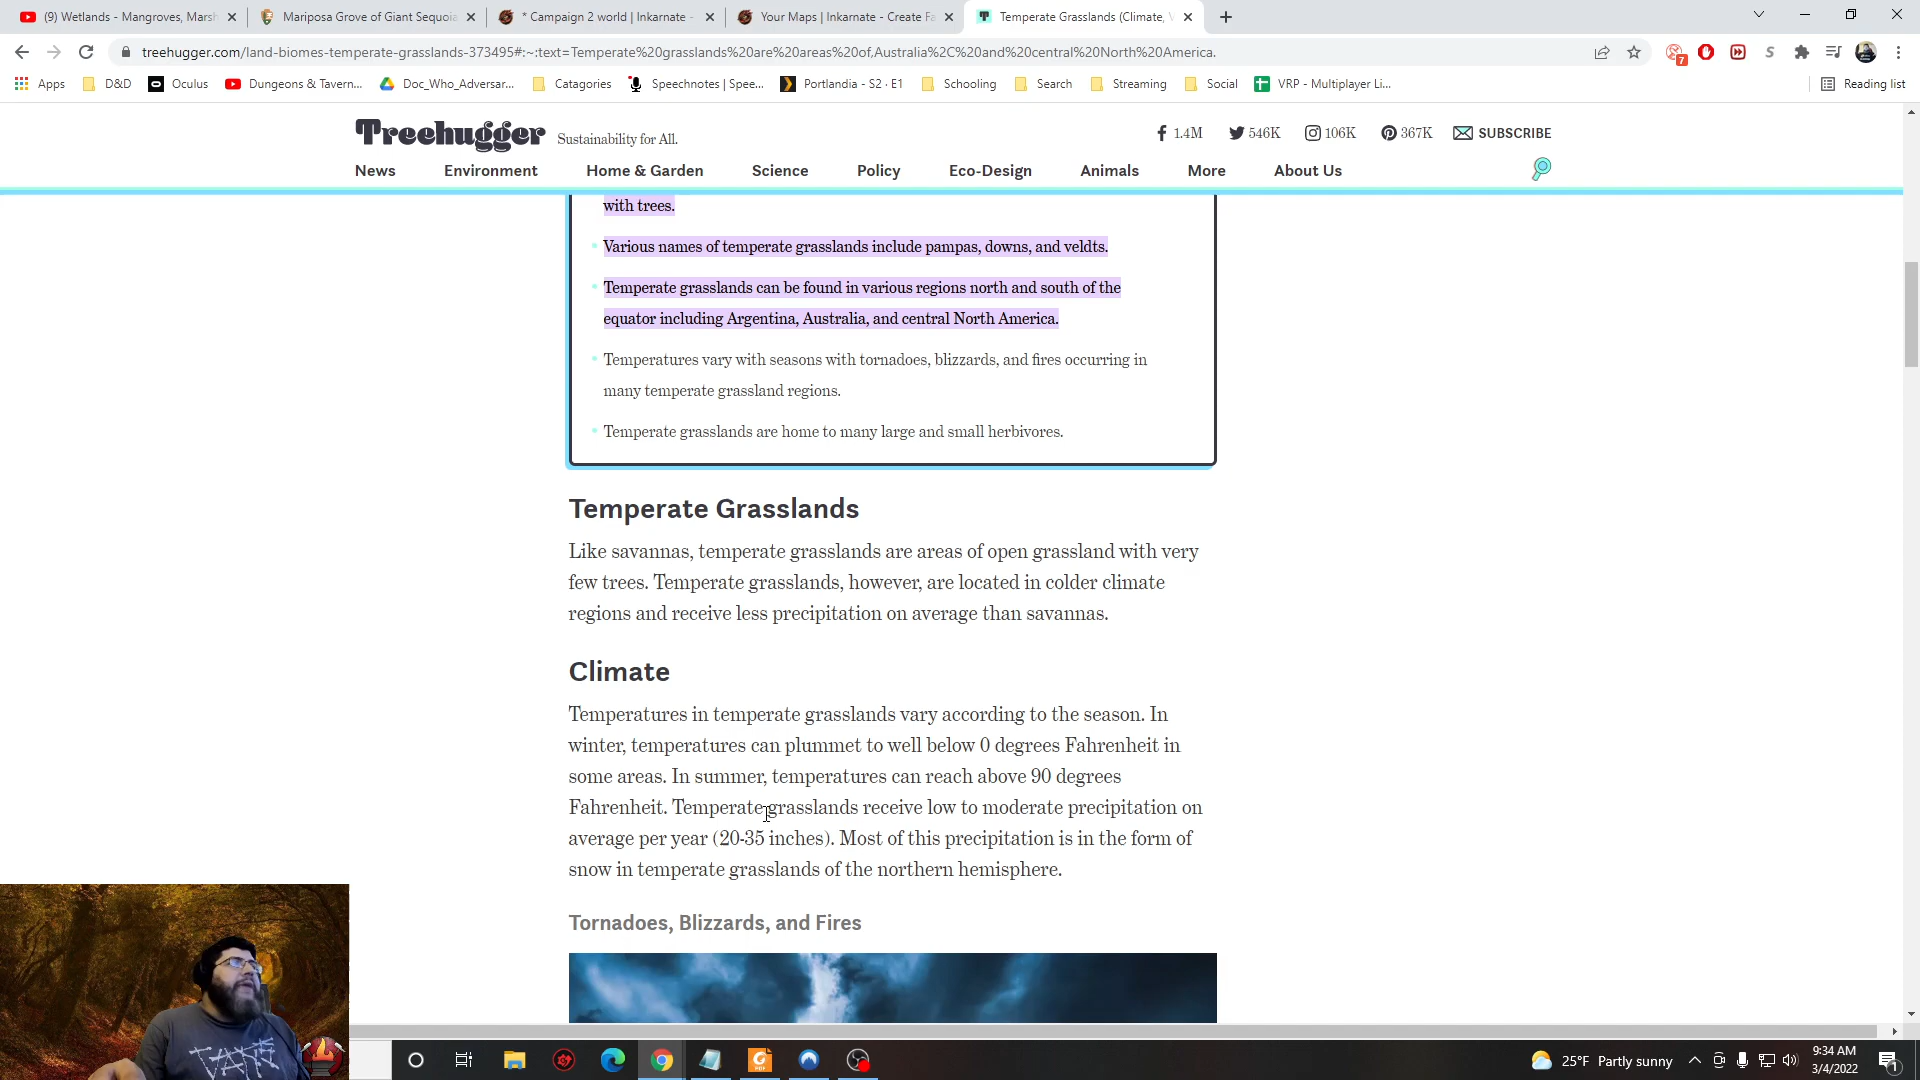 (9) Wetlands - Mangroves, Marsh
Mariposa Grove of Giant Sequoia
* Campaign 2 world | Inkarnate -
Your Maps | Inkarnate - Create Fa
Temperate Grasslands (Climate,
treehugger.com/land-biomes-temperate-grasslands-373495#:~:text=Temperate%20grasslands%20are%20areas%20of,Australia%2C%20and%20central%20North%20America.
7
Apps
D&D
Oculus
Dungeons & Tavern...
Doc_Who_Adversar...
Catagories
Speechnotes | Spee...
Portlandia - S2 · E1
Schooling
Search
Streaming
Social
VRP - Multiplayer Li...
Reading list
Treehugger
Sustainability for All.
1.4M
546K
106K
367K
SUBSCRIBE
News
Environment
Home & Garden
Science
Policy
Eco-Design
Animals
More
About Us
with trees.
Various names of temperate grasslands include pampas, downs, and veldts.
Temperate grasslands can be found in various regions north and south of the
equator including Argentina, Australia, and central North America.
Temperatures vary with seasons with tornadoes, blizzards, and fires occurring in
many temperate grassland regions.
Temperate grasslands are home to many large and small herbivores.
Temperate Grasslands
Like savannas, temperate grasslands are areas of open grassland with very
few trees. Temperate grasslands, however, are located in colder climate
regions and receive less precipitation on average than savannas.
Climate
Temperatures in temperate grasslands vary according to the season. In
winter, temperatures can plummet to well below 0 degrees Fahrenheit in
some areas. In summer, temperatures can reach above 90 degrees
Fahrenheit. Temperate grasslands receive low to moderate precipitation on
average per year (20-35 inches). Most of this precipitation is in the form of
snow in temperate grasslands of the northern hemisphere.
Tornadoes, Blizzards, and Fires
25°F Partly sunny
9:34 AM
3/4/2022
1